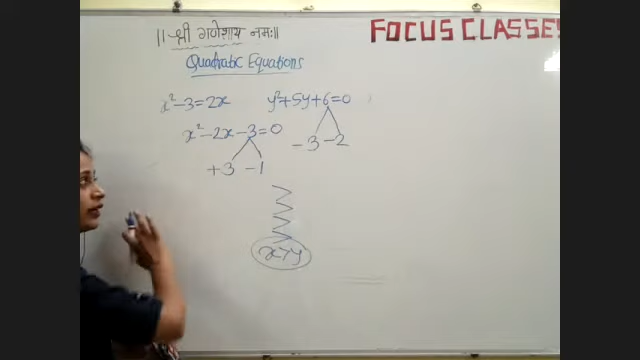 ॥ श्री गणेशाय नमः॥
FOCUS CLASSES
Quadratic Equations
x²-3=2x
y²+5y+6=0
x²-2x-3=0
-3 -2
+3 -1
x>y